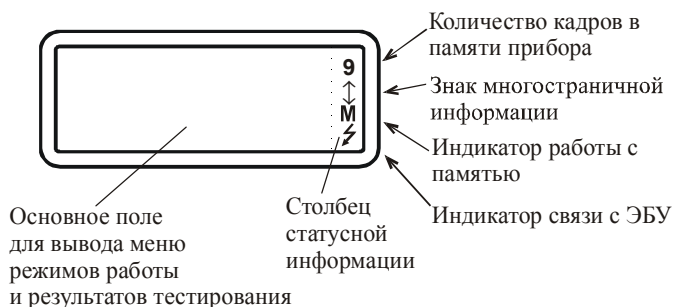 Количество кадров в
памяти прибора
9
Знак многостраничной
информации
M
Индикатор работы с
памятью
Индикатор связи с ЭБУ
Основное поле
для вывода меню
режимов работы
и результатов тестирования
Столбец
статусной
информации